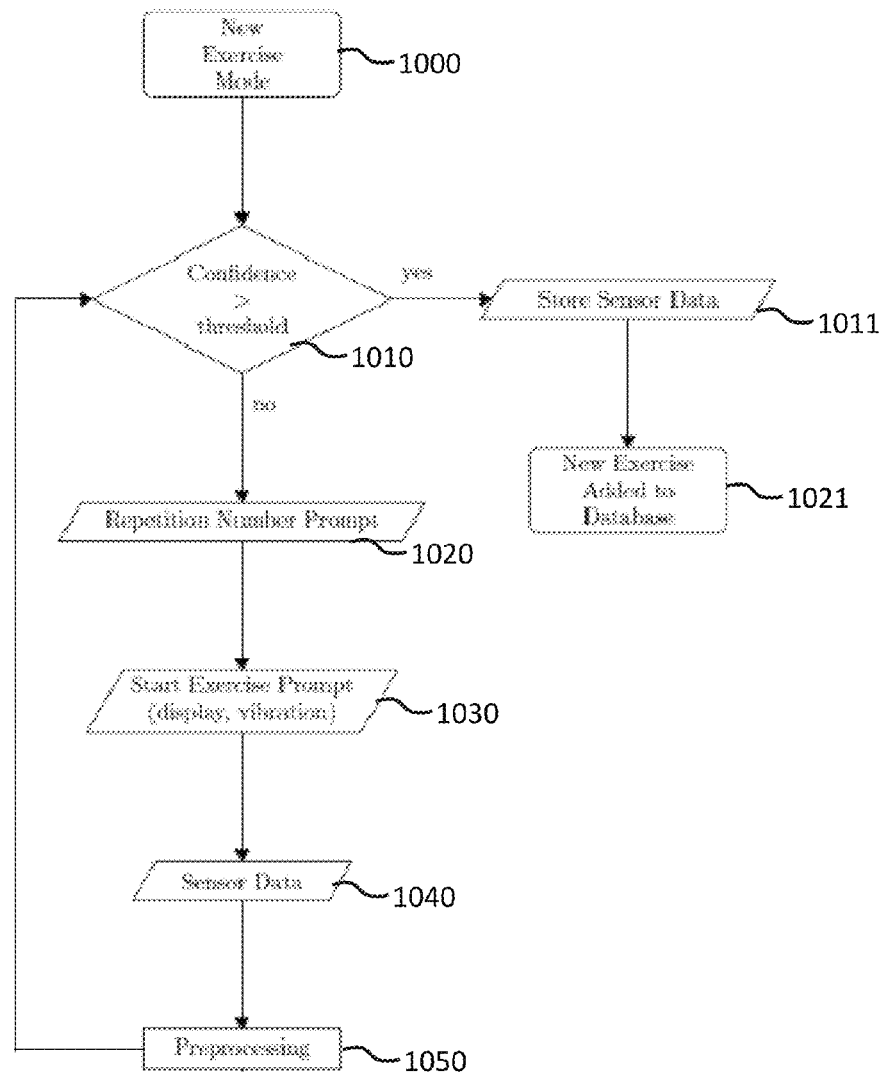 New
Exercise
Mode
1000
Confidence
>
threshold
1010
yes
no
Store Sensor Data
1011
New Exercise
Added to
Database
1021
Repetition Number Prompt
1020
Start Exercise Prompt
(display, vibration)
1030
Sensor Data
1040
Preprocessing
1050